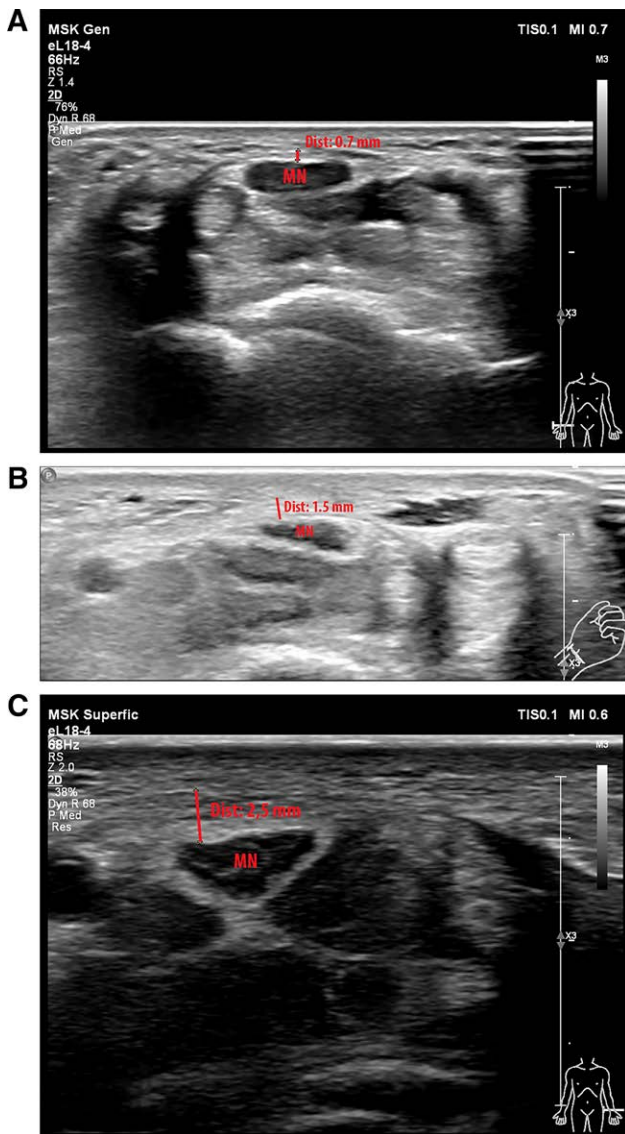 A
MSK Gen
TIS0.1 MI 0.7
eL18-4
66Hz
RS
Z 1.4
2D
76%
Dyn R 68
P Med
Gen
M3
Dist: 0.7 mm
MN
X3
B
P
Dist: 1.5 mm
MN
X3
C
MSK Superfic
TIS0.1 MI 0.6
eL18-4
68Hz
RS
Z 2.0
2D
38%
Dyn R 68
P Med
Res
M3
Dist: 2,5 mm
MN
X3